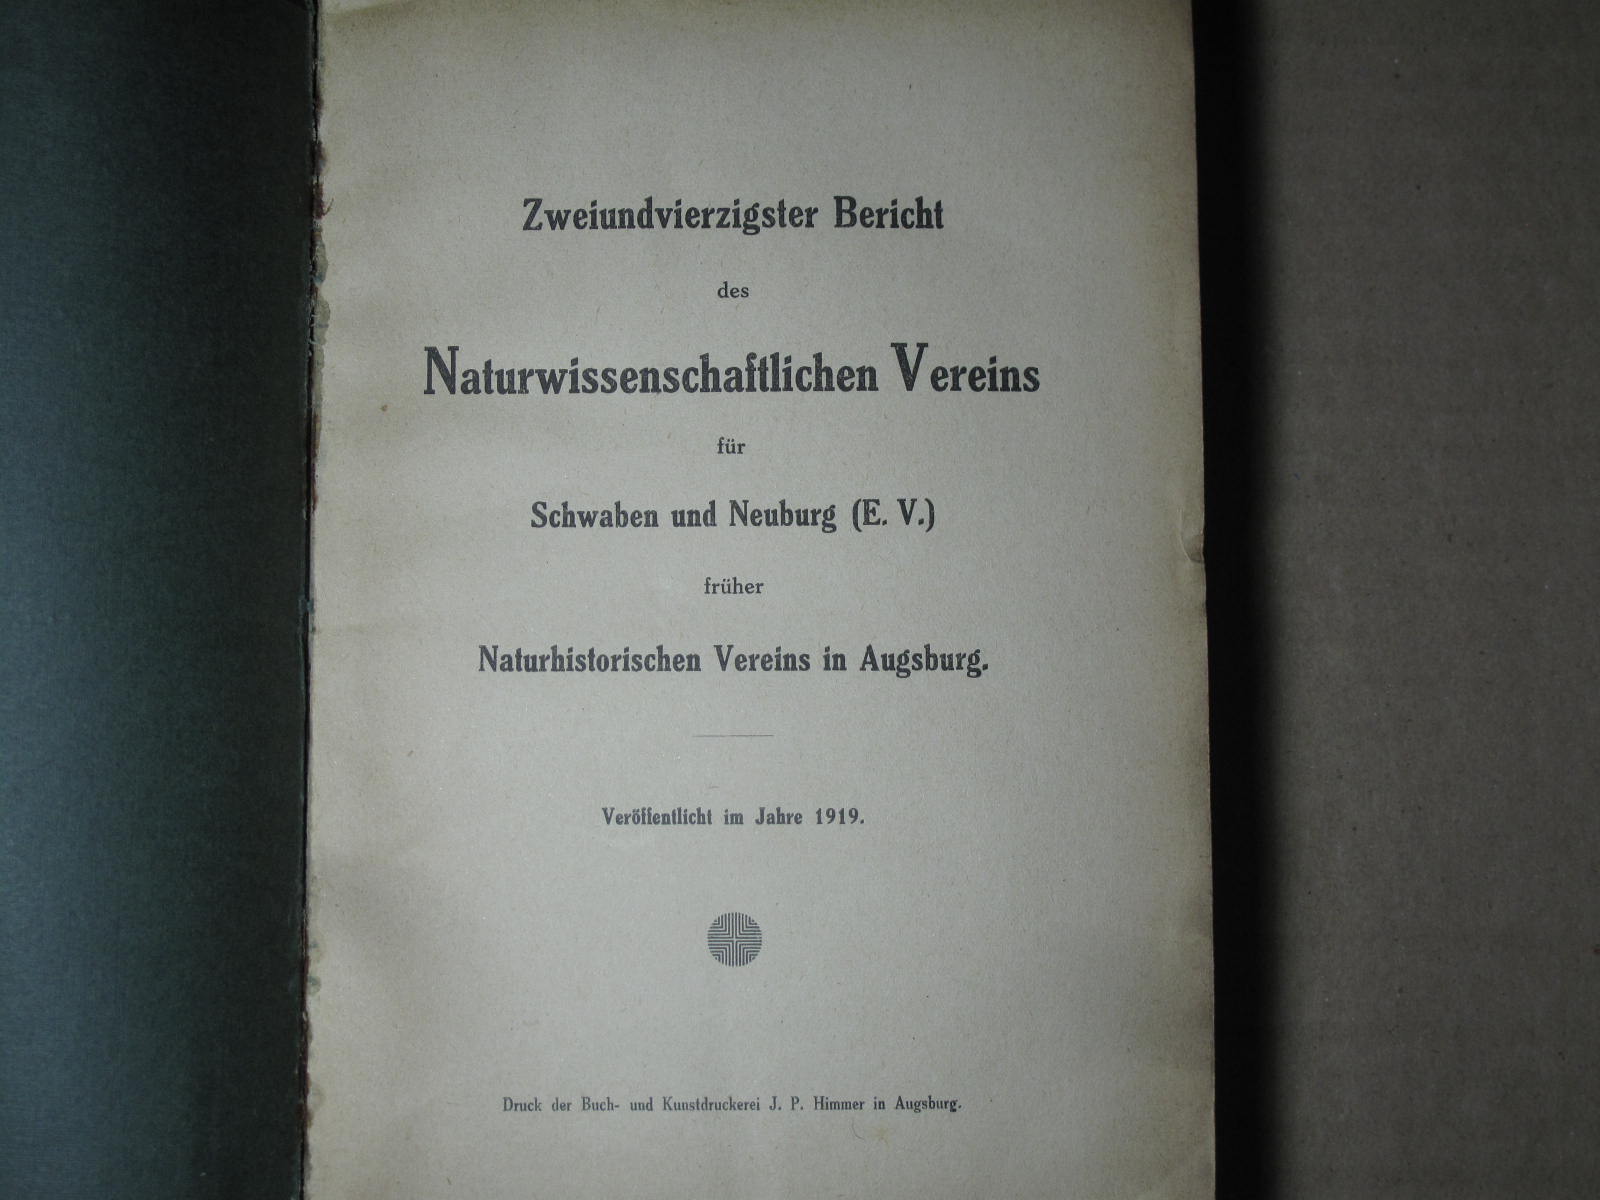 Zweiundvierzigster Bericht
des
Naturwissenschaftlichen Vereins
für
Schwaben und Neuburg (E. V.)
früher
Naturhistorischen Vereins in Augsburg.
Veröffentlicht im Jahre 1919.
Druck der Buch- und Kunstdruckerei J. P. Himmer in Augsburg.